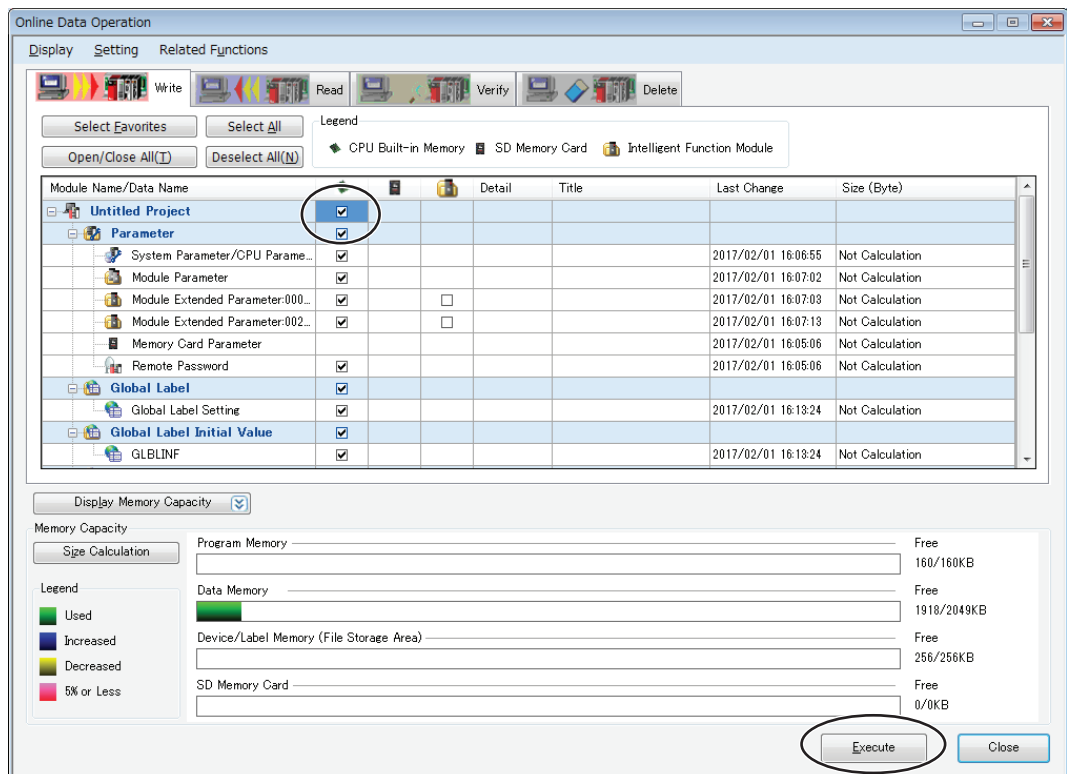 Online Data Operation
Display Setting Related Functions
Write Read Verify Delete
Select Favorites Select All Legend
CPU Built-in Memory SD Memory Card Intelligent Function Module
Open/Close All(T) Deselect All(N)
Module Name/Data Name Detail Title Last Change Size (Byte)
Untitled Project
Parameter
System Parameter/CPU Parame... 2017/02/01 16:06:55 Not Calculation
Module Parameter 2017/02/01 16:07:02 Not Calculation
Module Extended Parameter:000... 2017/02/01 16:07:03 Not Calculation
Module Extended Parameter:002... 2017/02/01 16:07:13 Not Calculation
Memory Card Parameter 2017/02/01 16:05:06 Not Calculation
Remote Password 2017/02/01 16:05:06 Not Calculation
Global Label
Global Label Setting 2017/02/01 16:13:24 Not Calculation
Global Label Initial Value
GLBLINF 2017/02/01 16:13:24 Not Calculation
Display Memory Capacity
Memory Capacity
Size Calculation
Program Memory Free
160/160KB
Legend
Used
Increased
Decreased
5% or Less
Data Memory Free
1918/2049KB
Device/Label Memory (File Storage Area) Free
256/256KB
SD Memory Card Free
0/0KB
Execute Close